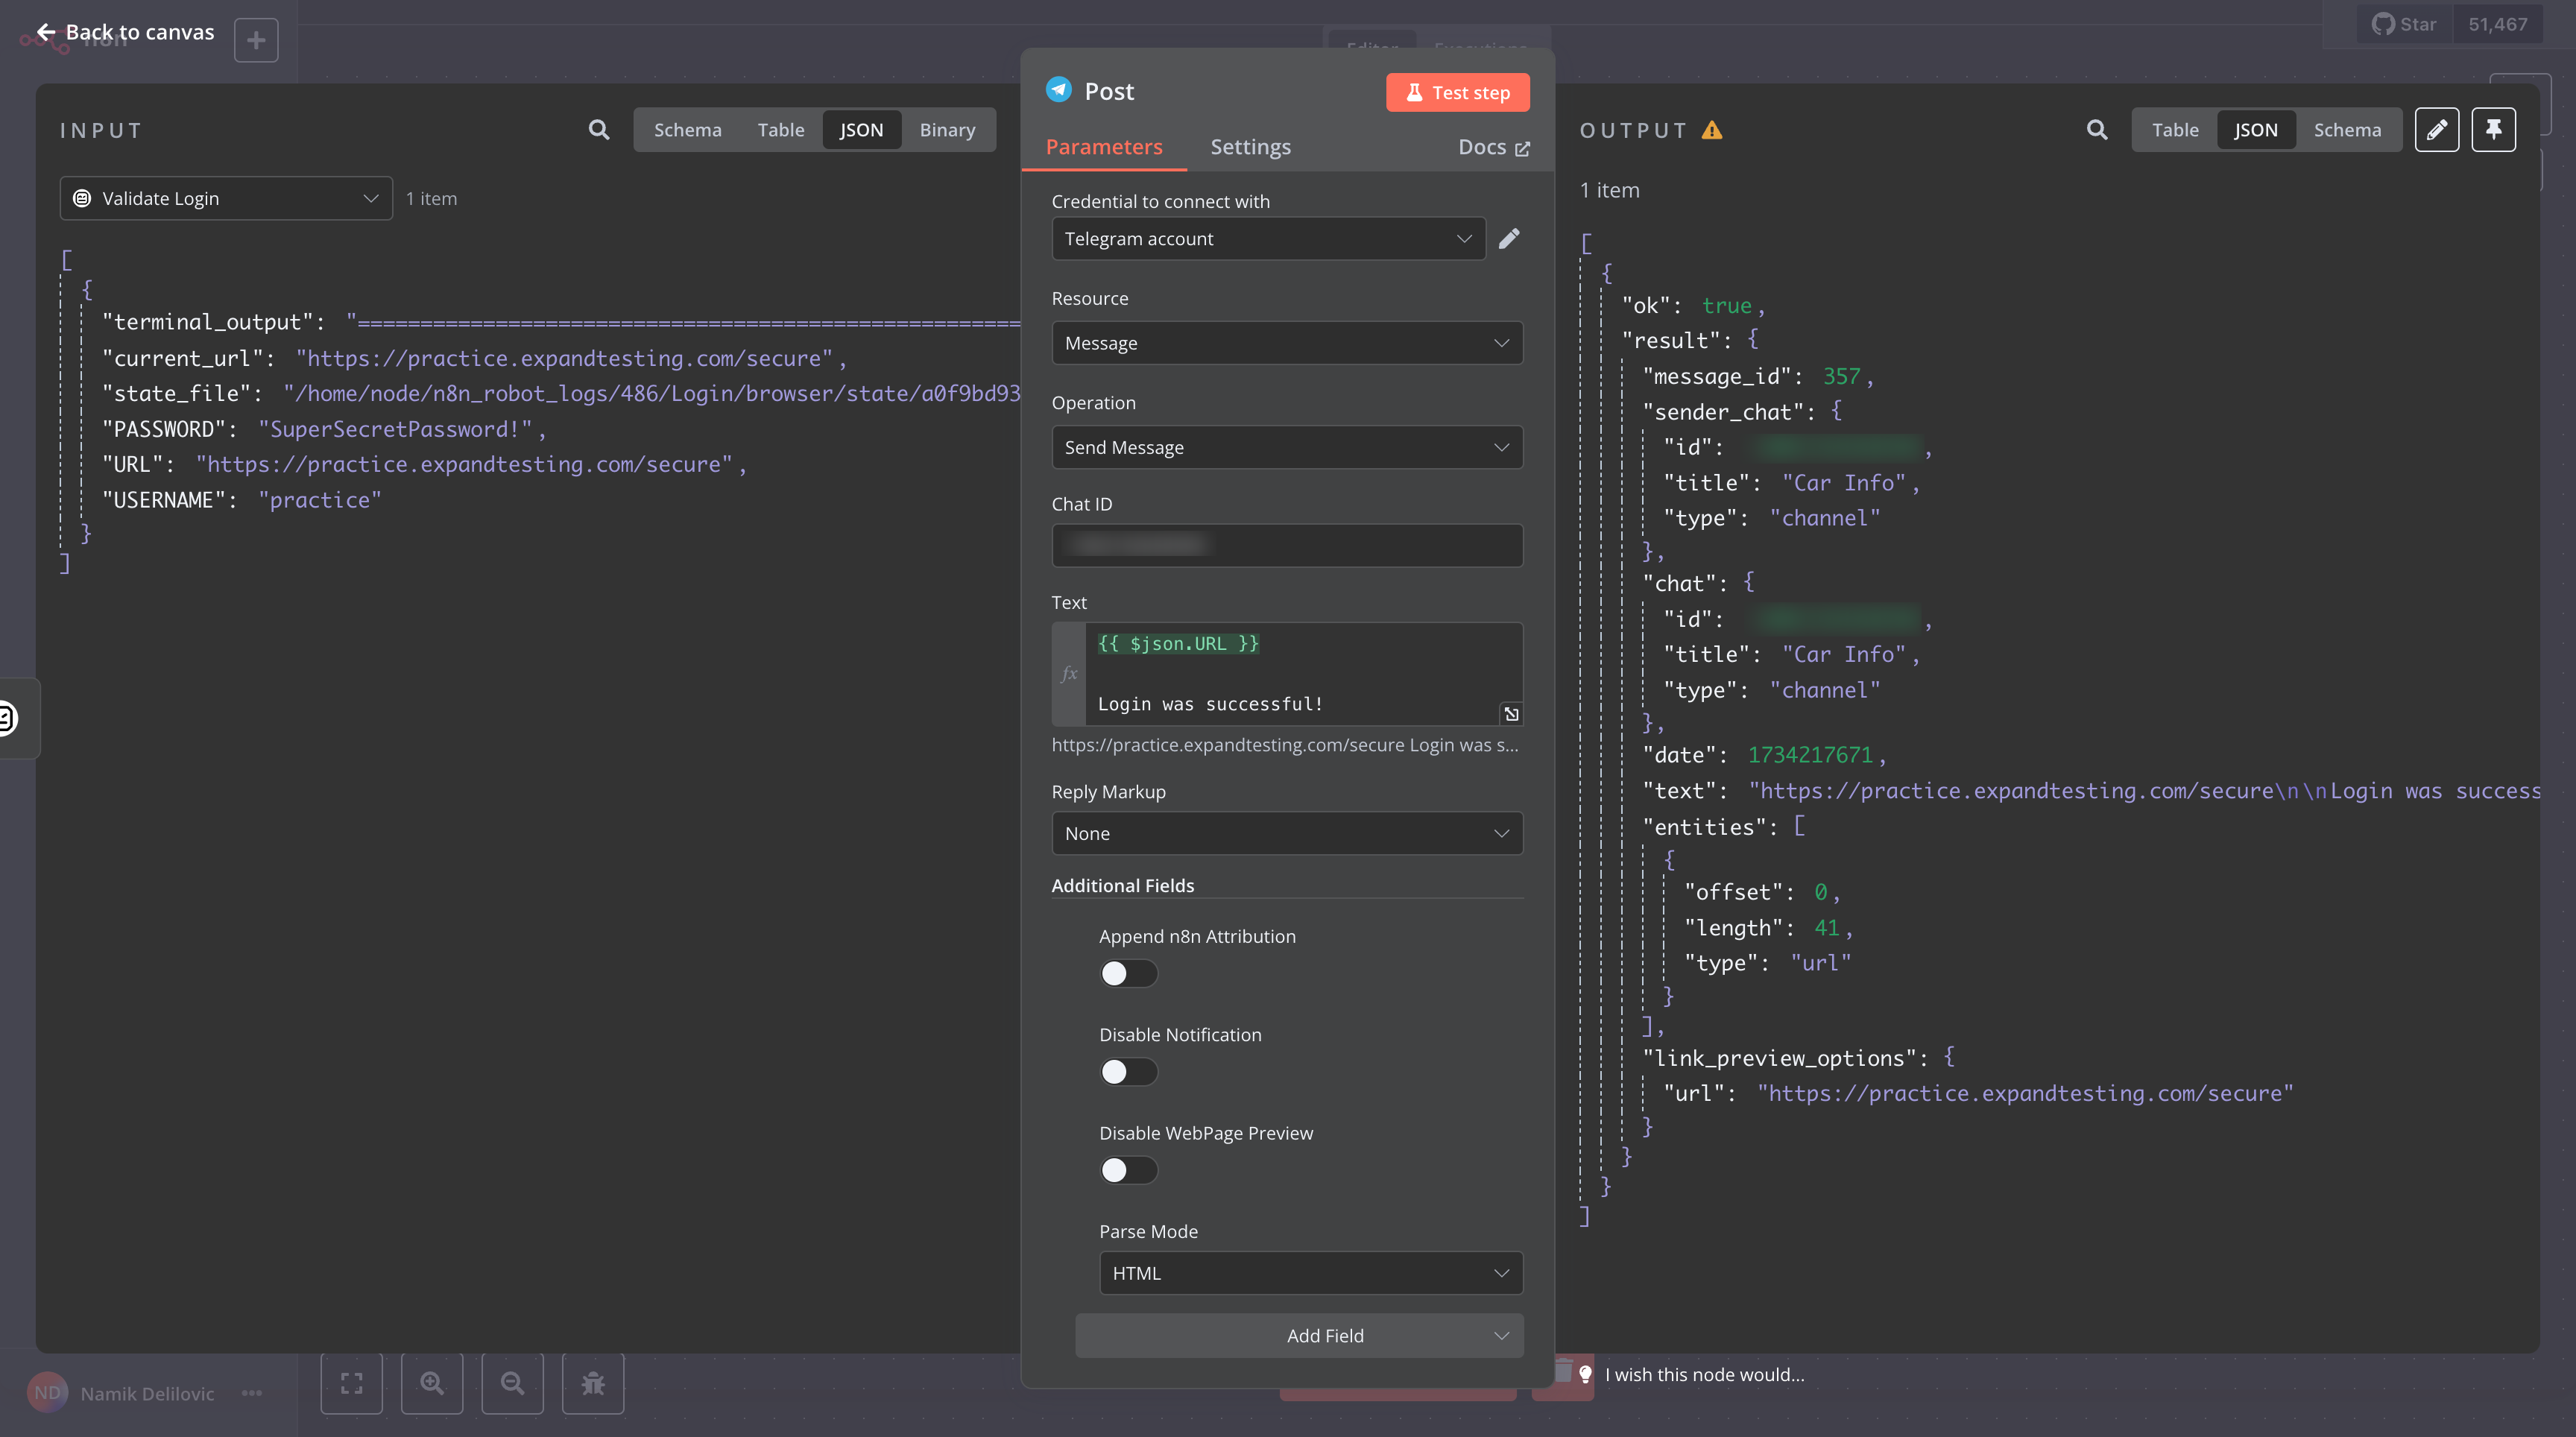 Back to canvas
n8n
Editor
Executions
Star
51,467
INPUT
Schema
Table
JSON
Binary
Validate Login
1 item
[
{
"terminal_output": "==================================================
"current_url": "https://practice.expandtesting.com/secure",
"state_file": "/home/node/n8n_robot_logs/486/Login/browser/state/a0f9bd93
"PASSWORD": "SuperSecretPassword!",
"URL": "https://practice.expandtesting.com/secure",
"USERNAME": "practice"
}
]
Post
Test step
Parameters
Settings
Docs
Credential to connect with
Telegram account
Resource
Message
Operation
Send Message
Chat ID
Text
fx
{{ $json.URL }}
Login was successful!
https://practice.expandtesting.com/secure Login was s...
Reply Markup
None
Additional Fields
Append n8n Attribution
Disable Notification
Disable WebPage Preview
Parse Mode
HTML
Add Field
OUTPUT
Table
JSON
Schema
1 item
[
{
"ok": true,
"result": {
"message_id": 357,
"sender_chat": {
"id": ,
"title": "Car Info",
"type": "channel"
},
"chat": {
"id": ,
"title": "Car Info",
"type": "channel"
},
"date": 1734217671,
"text": "https://practice.expandtesting.com/secure\n\nLogin was success
"entities": [
{
"offset": 0,
"length": 41,
"type": "url"
}
],
"link_preview_options": {
"url": "https://practice.expandtesting.com/secure"
}
}
}
]
ND
Namik Delilovic
I wish this node would...